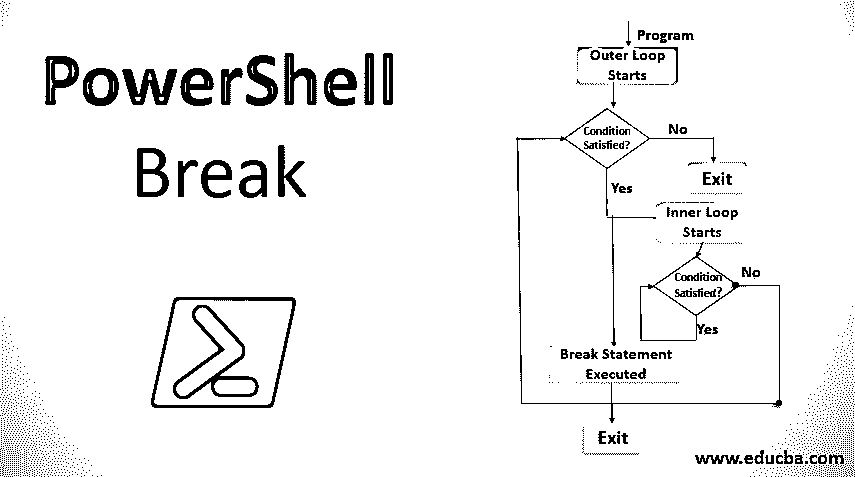 PowerShell
Break
Program
Outer Loop
Starts
Condition
Satisfied?
No
Exit
Yes
Inner Loop
Starts
Condition
Satisfied?
No
Yes
Break Statement
Executed
Exit
www.educba.com